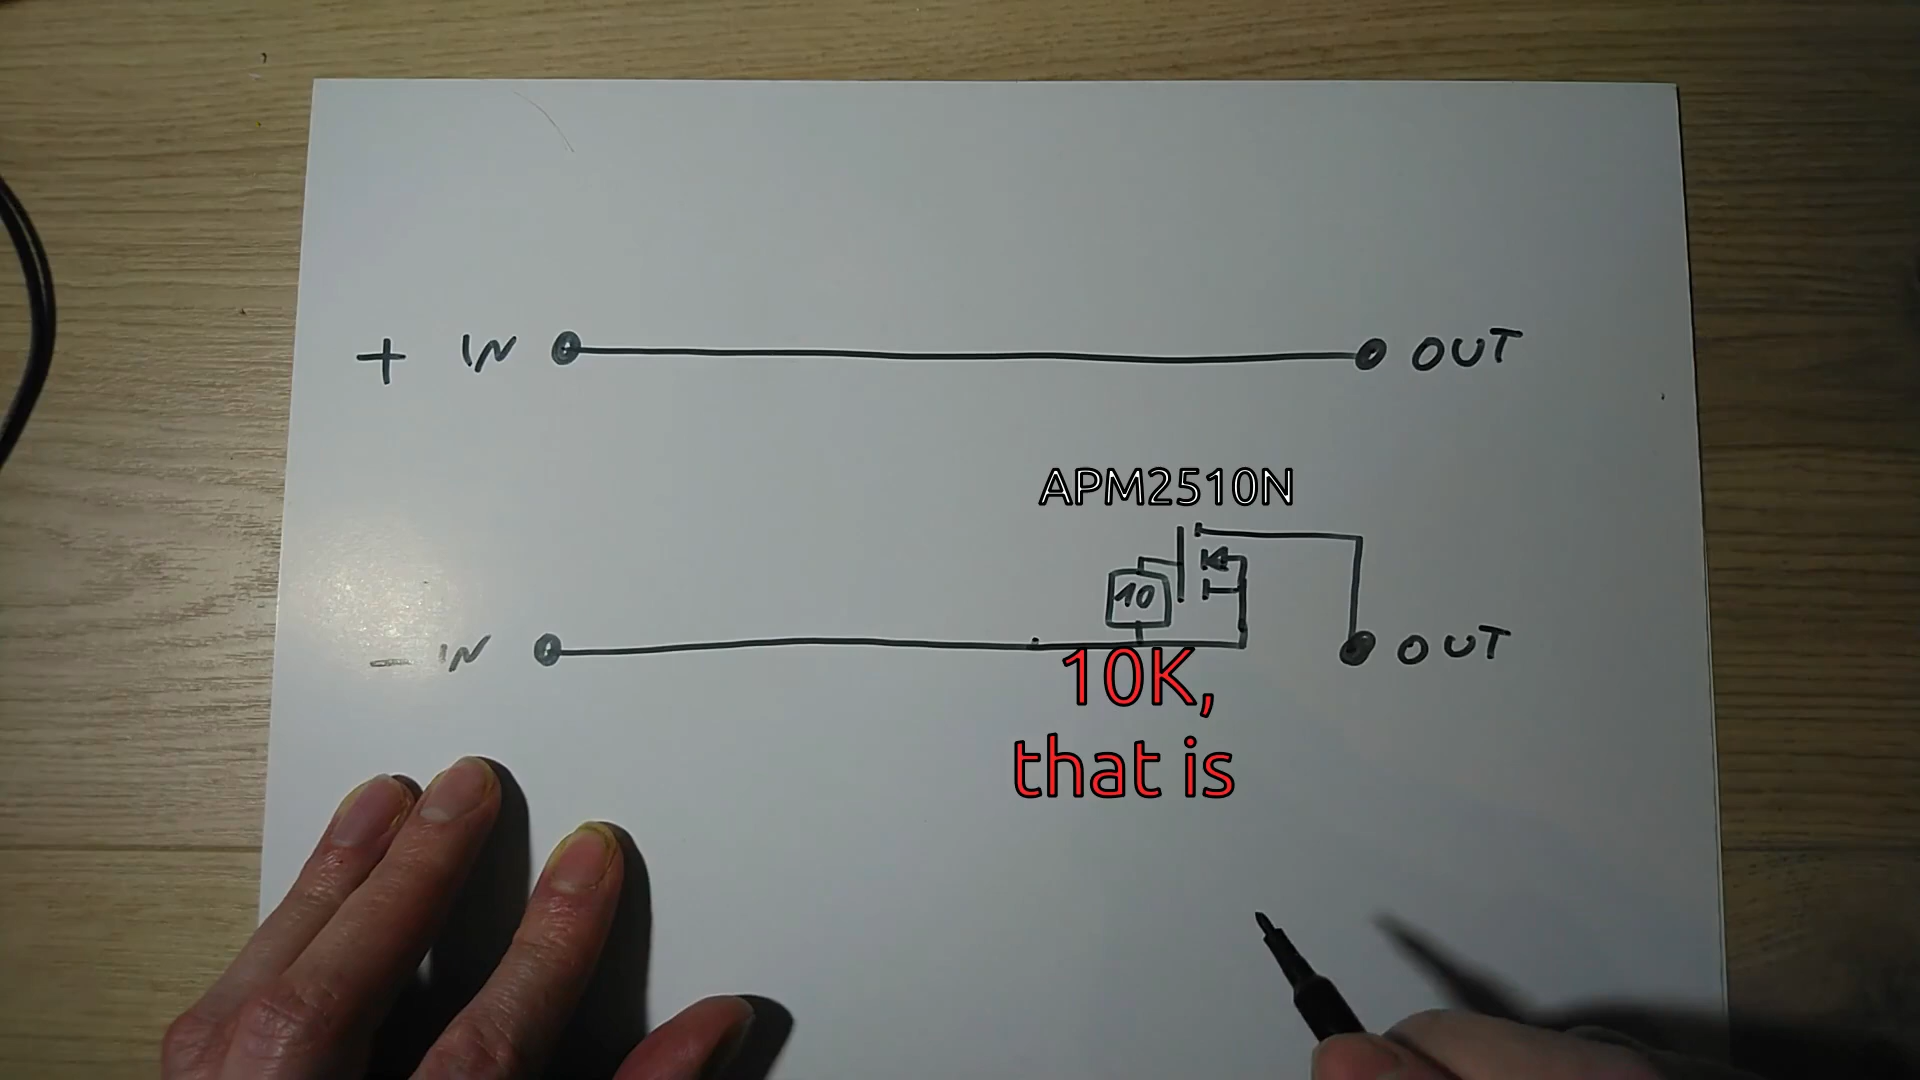 + IN OUT
APM2510N
10
- IN OUT
10K,
that is